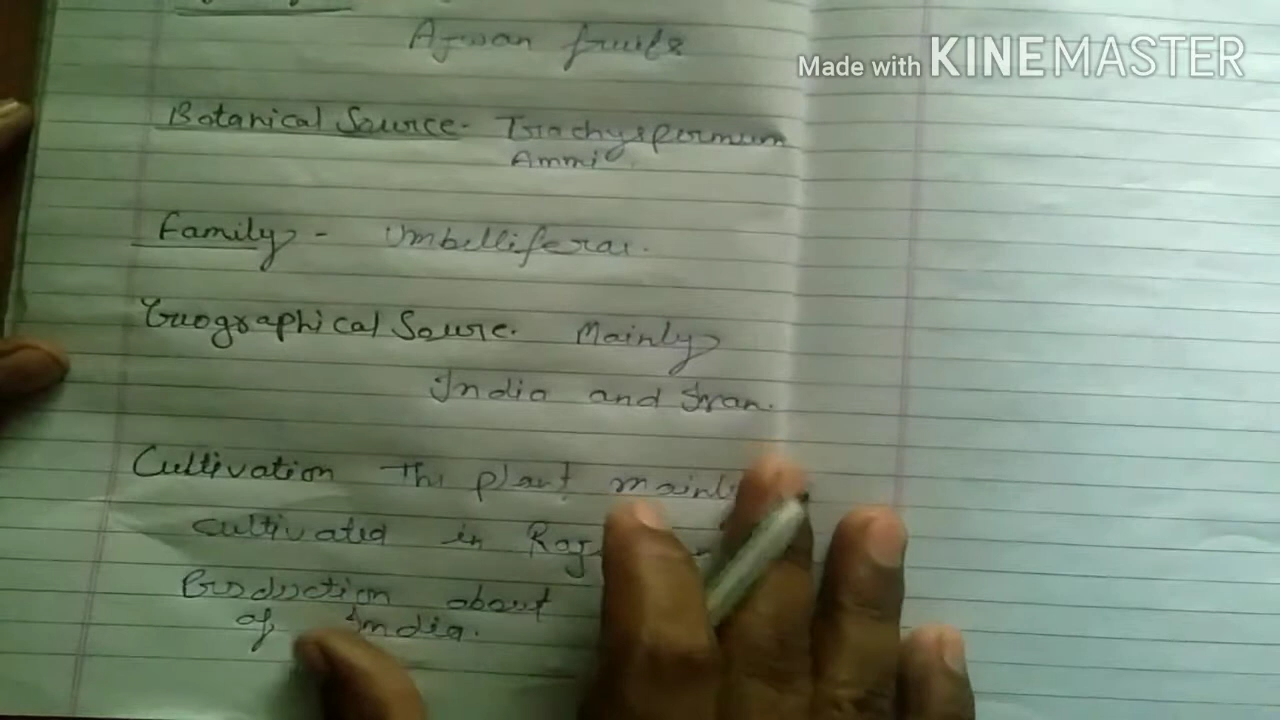 Ajwan fruits
Made with KINEMASTER
Botanical Source - Trachyspermum
Ammi.
Family - Umbelliferae.
Geographical Source. Mainly
India and Iran.
Cultivation The plant mainly
cultivated in
Production about
of India.